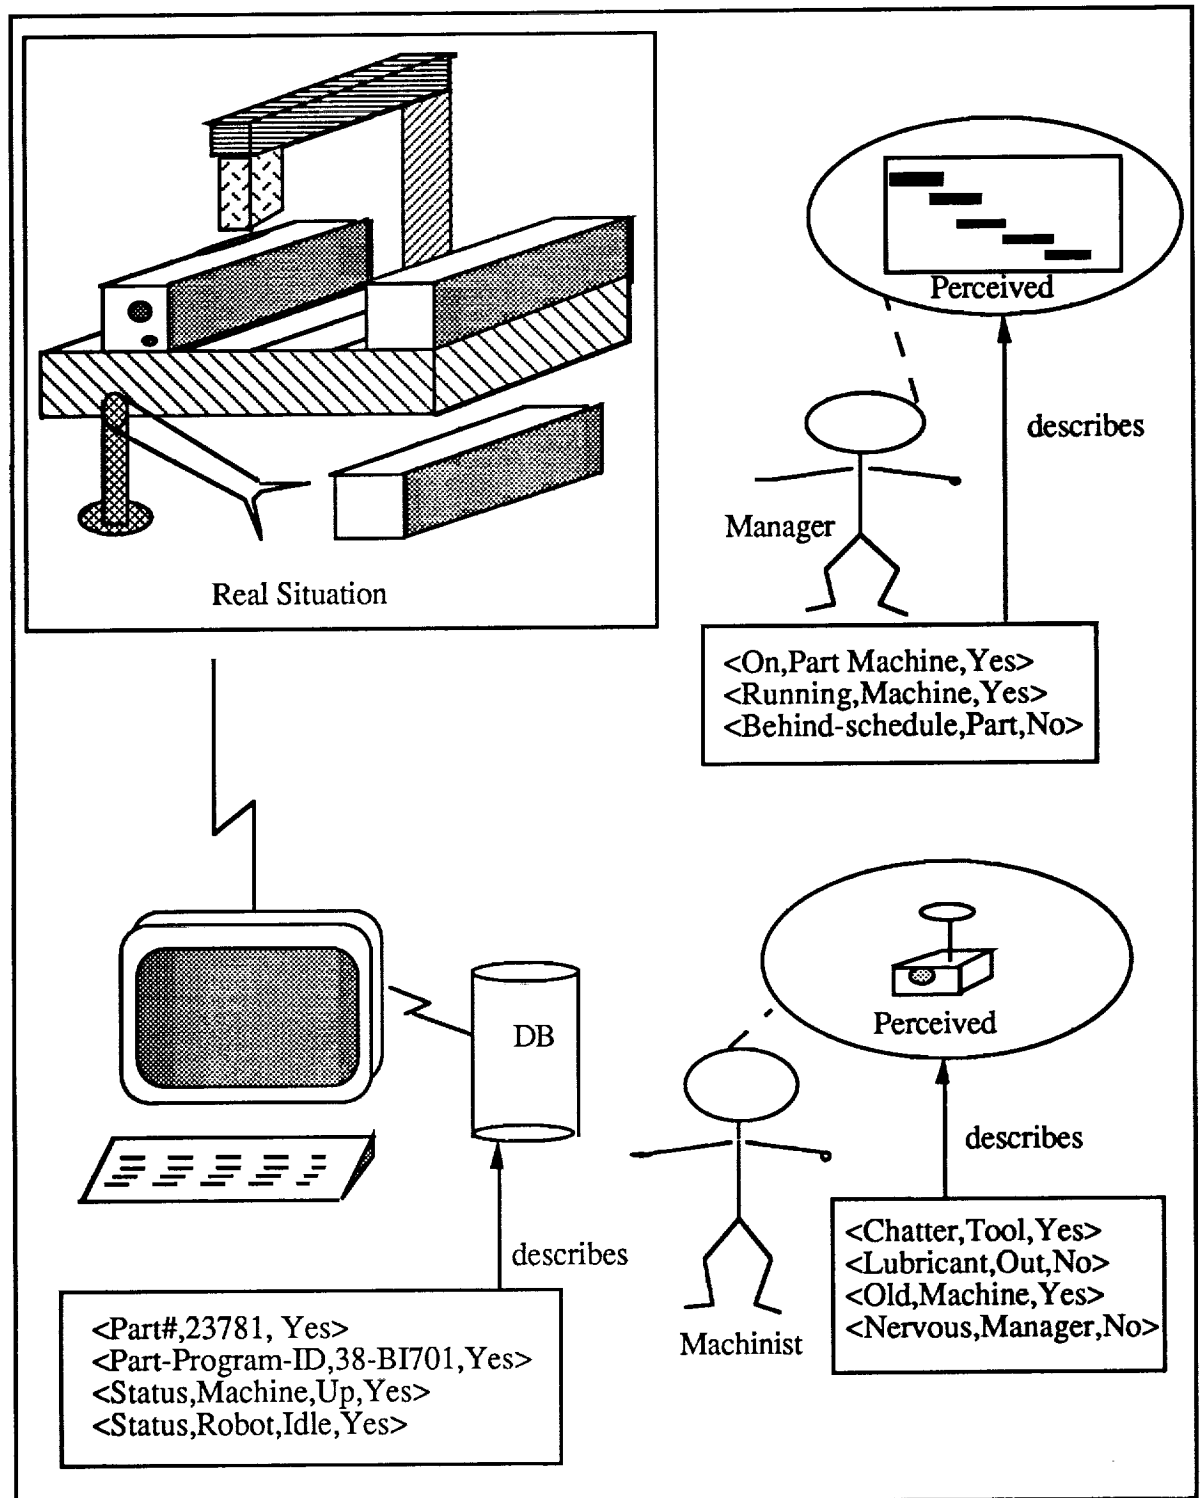 Perceived
describes
Manager
Real Situation
<On,Part Machine,Yes>
<Running,Machine,Yes>
<Behind-schedule,Part,No>
DB
Perceived
describes
<Chatter,Tool,Yes>
<Lubricant,Out,No>
<Old,Machine,Yes>
<Nervous,Manager,No>
Machinist
describes
<Part#,23781, Yes>
<Part-Program-ID,38-BI701,Yes>
<Status,Machine,Up,Yes>
<Status,Robot,Idle,Yes>